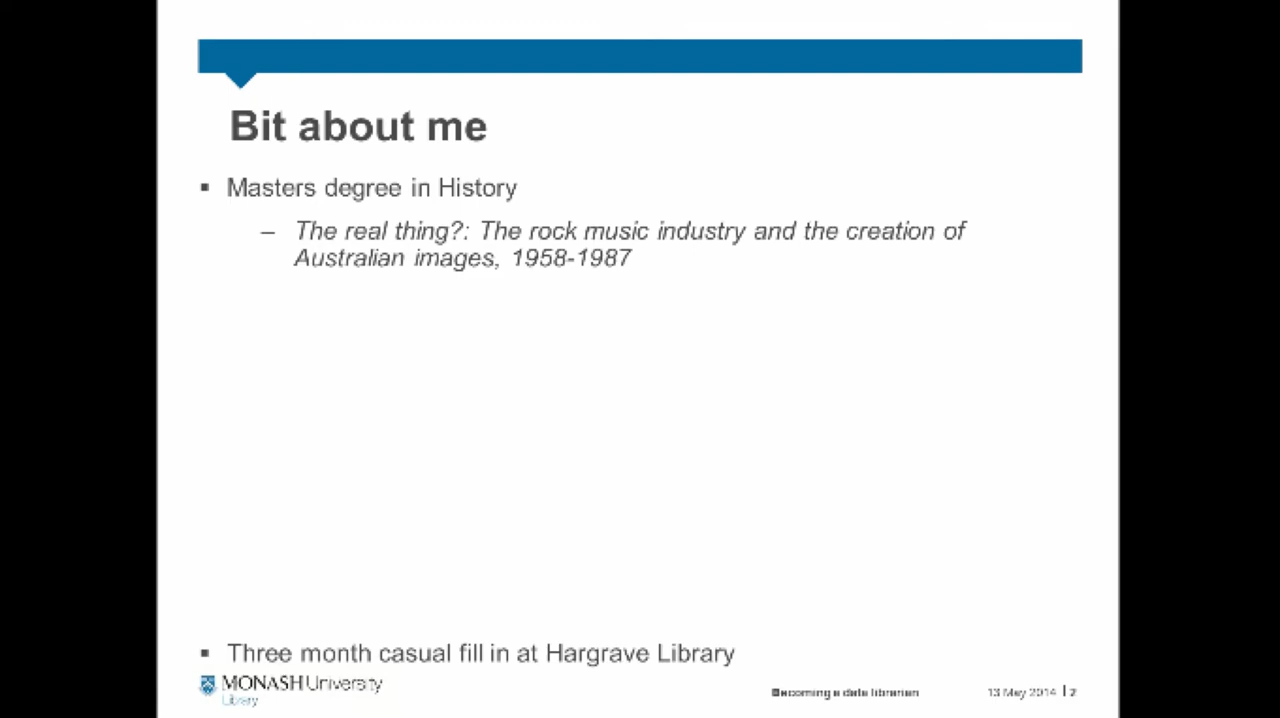 Bit about me
▪ Masters degree in History
– The real thing?: The rock music industry and the creation of
Australian images, 1958-1987
▪ Three month casual fill in at Hargrave Library
MONASH University
Library
Becoming a data librarian
13 May 2014 | 2